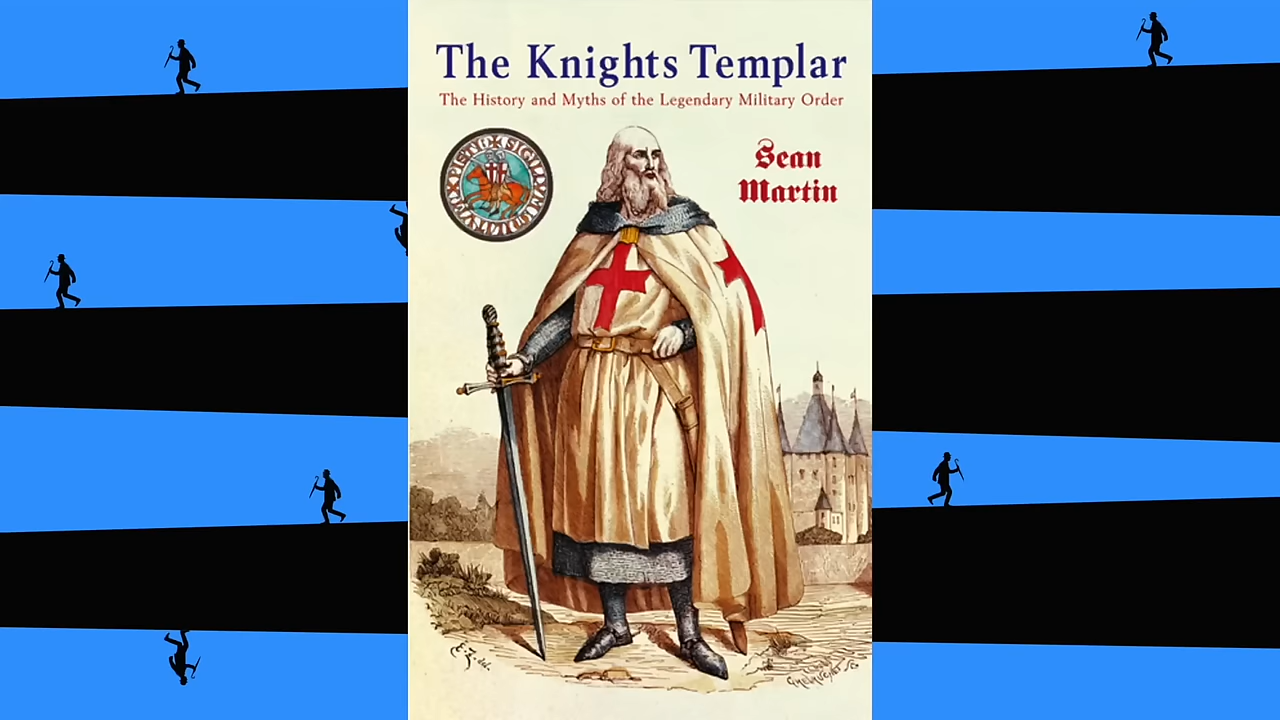 The Knights Templar
The History and Myths of the Legendary Military Order
Sean
Martin